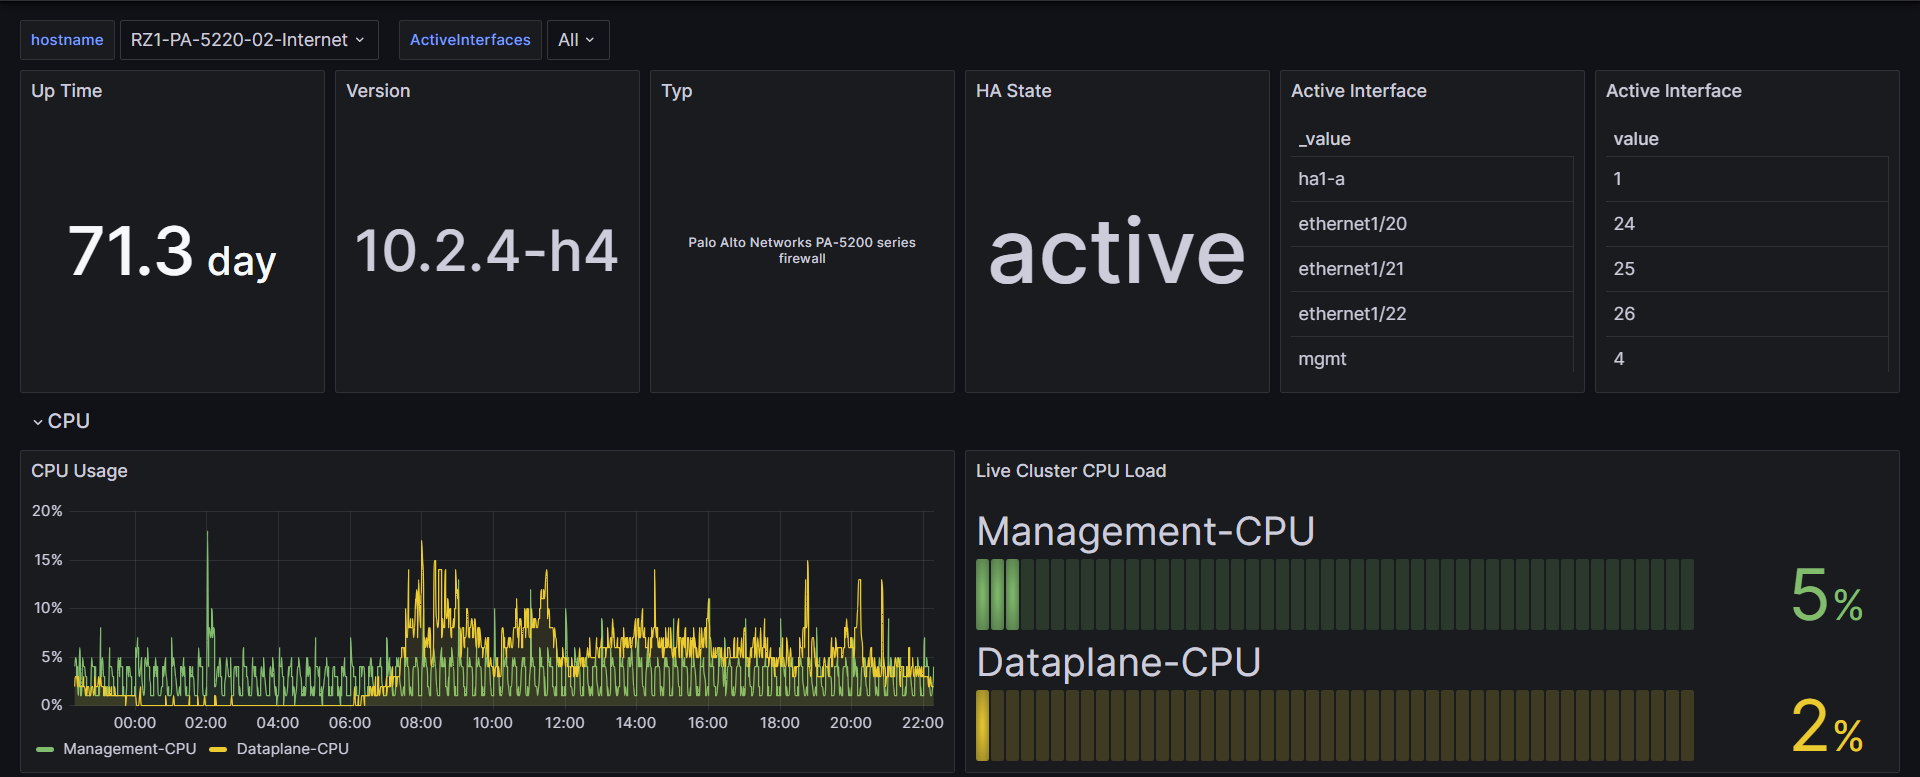 hostname RZ1-PA-5220-02-Internet ActiveInterfaces All
Up Time
71.3 day
Version
10.2.4-h4
Typ
Palo Alto Networks PA-5200 series
firewall
HA State
active
Active Interface
_value
ha1-a
ethernet1/20
ethernet1/21
ethernet1/22
mgmt
Active Interface
value
1
24
25
26
4
CPU
CPU Usage
20%
15%
10%
5%
0%
00:00 02:00 04:00 06:00 08:00 10:00 12:00 14:00 16:00 18:00 20:00 22:00
Management-CPU Dataplane-CPU
Live Cluster CPU Load
Management-CPU
5%
Dataplane-CPU
2%